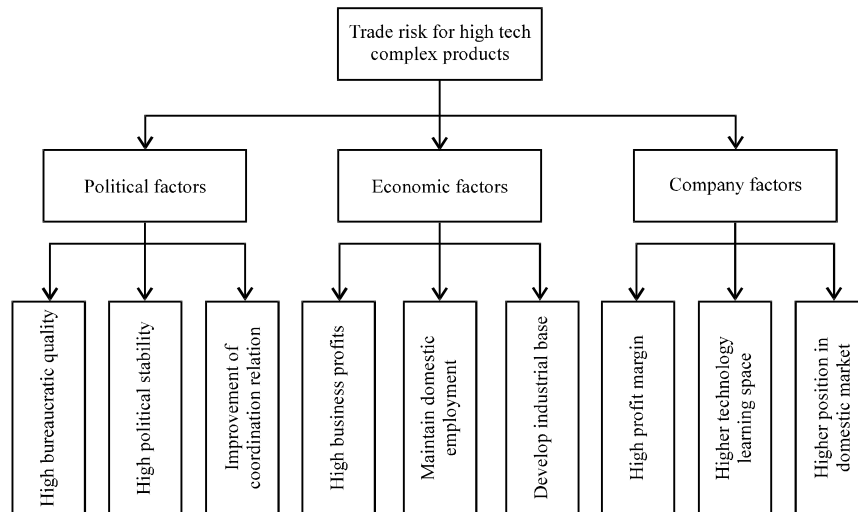 Trade risk for high tech
complex products
Political factors
Economic factors
Company factors
High bureaucratic quality
High political stability
Improvement of
coordination relation
High business profits
Maintain domestic
employment
Develop industrial base
High profit margin
Higher technology
learning space
Higher position in
domestic market